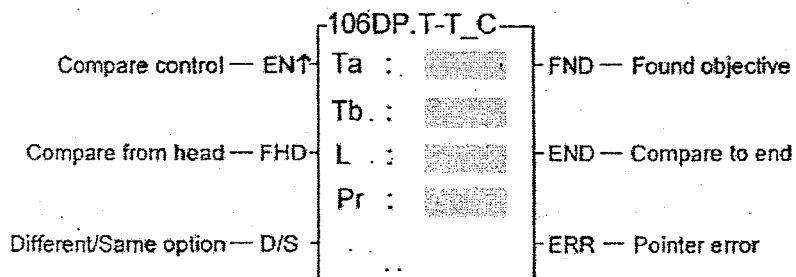 106DP.T-T_C
Compare control — EN↑ Ta : FND — Found objective
Tb :
Compare from head — FHD L : END — Compare to end
Pr :
Different/Same option — D/S ERR — Pointer error